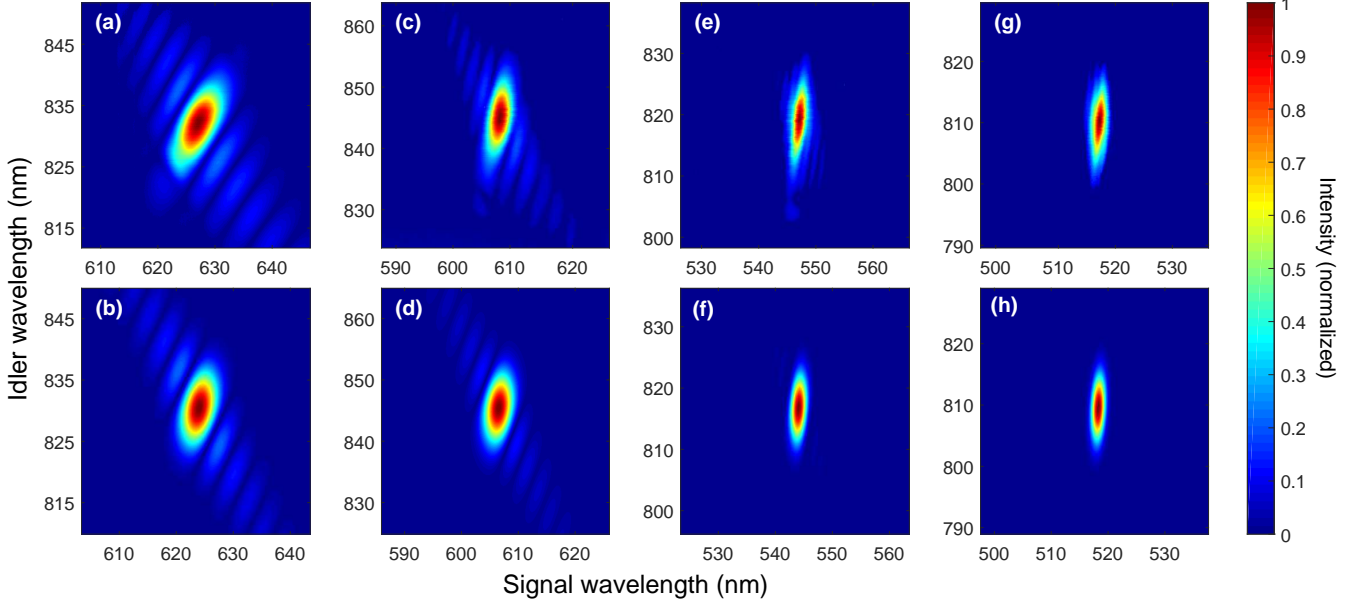 (a) (c) (e) (g)
845 835 825 815
860 850 840 830
830 820 810 800
820 810 800 790
610 620 630 640
590 600 610 620
530 540 550 560
500 510 520 530
(b) (d) (f) (h)
845 835 825 815
860 850 840 830
830 820 810 800
820 810 800 790
610 620 630 640
590 600 610 620
530 540 550 560
500 510 520 530
Idler wavelength (nm)
Signal wavelength (nm)
1
0.9
0.8
0.7
0.6
0.5
0.4
0.3
0.2
0.1
0
Intensity (normalized)